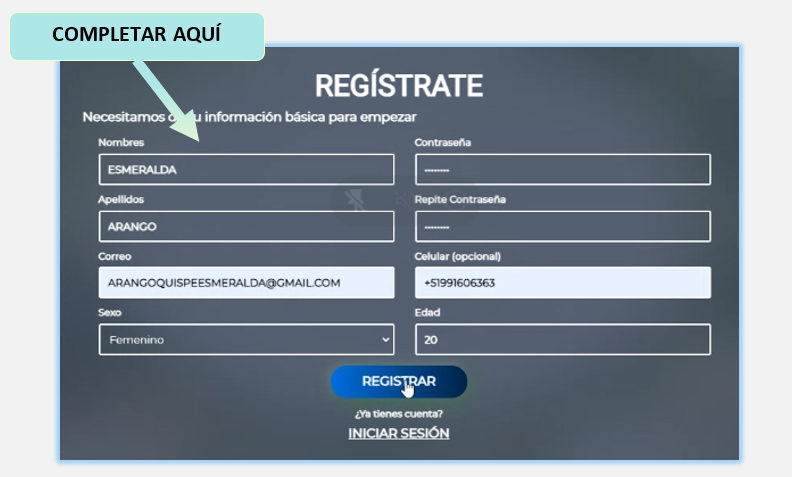 COMPLETAR AQUÍ
REGÍSTRATE
Necesitamos u información básica para empezar
Nombres
ESMERALDA
Apellidos
ARANGO
Correo
ARANGOQUISPEESMERALDA@GMAIL.COM
Sexo
Femenino
Contraseña
--------
Repite Contraseña
--------
Celular (opcional)
+51991606363
Edad
20
REGISTRAR
¿Ya tienes cuenta?
INICIAR SESIÓN